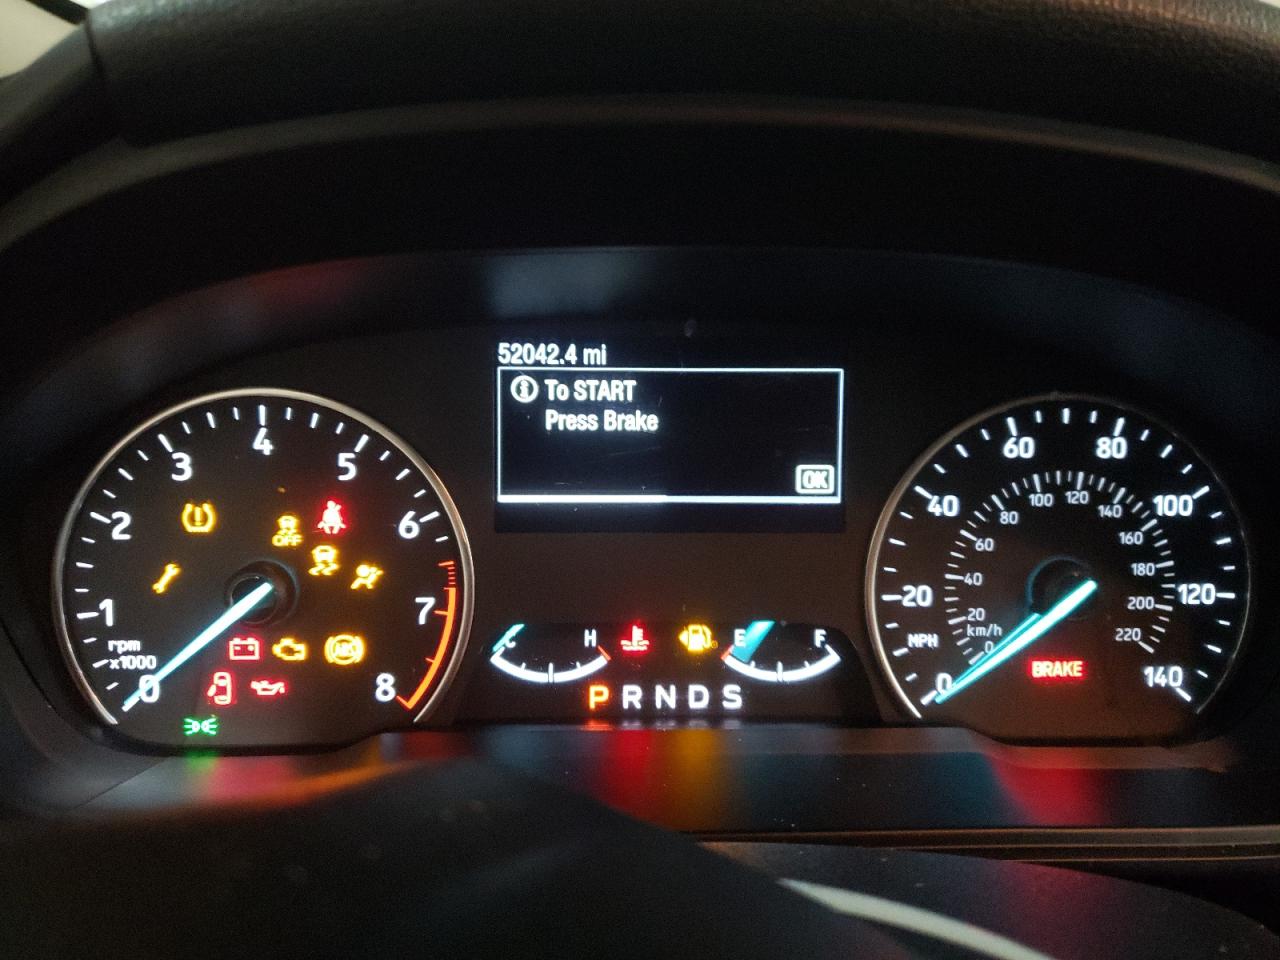 52042.4 mi
To START
Press Brake
OK
0 1 2 3 4 5 6 7 8
rpm
x1000
OFF
ABS
C H
E F
P R N D S
0 20 40 60 80 100 120 140
MPH
0 20 40 60 80 100 120 140 160 180 200 220
km/h
BRAKE